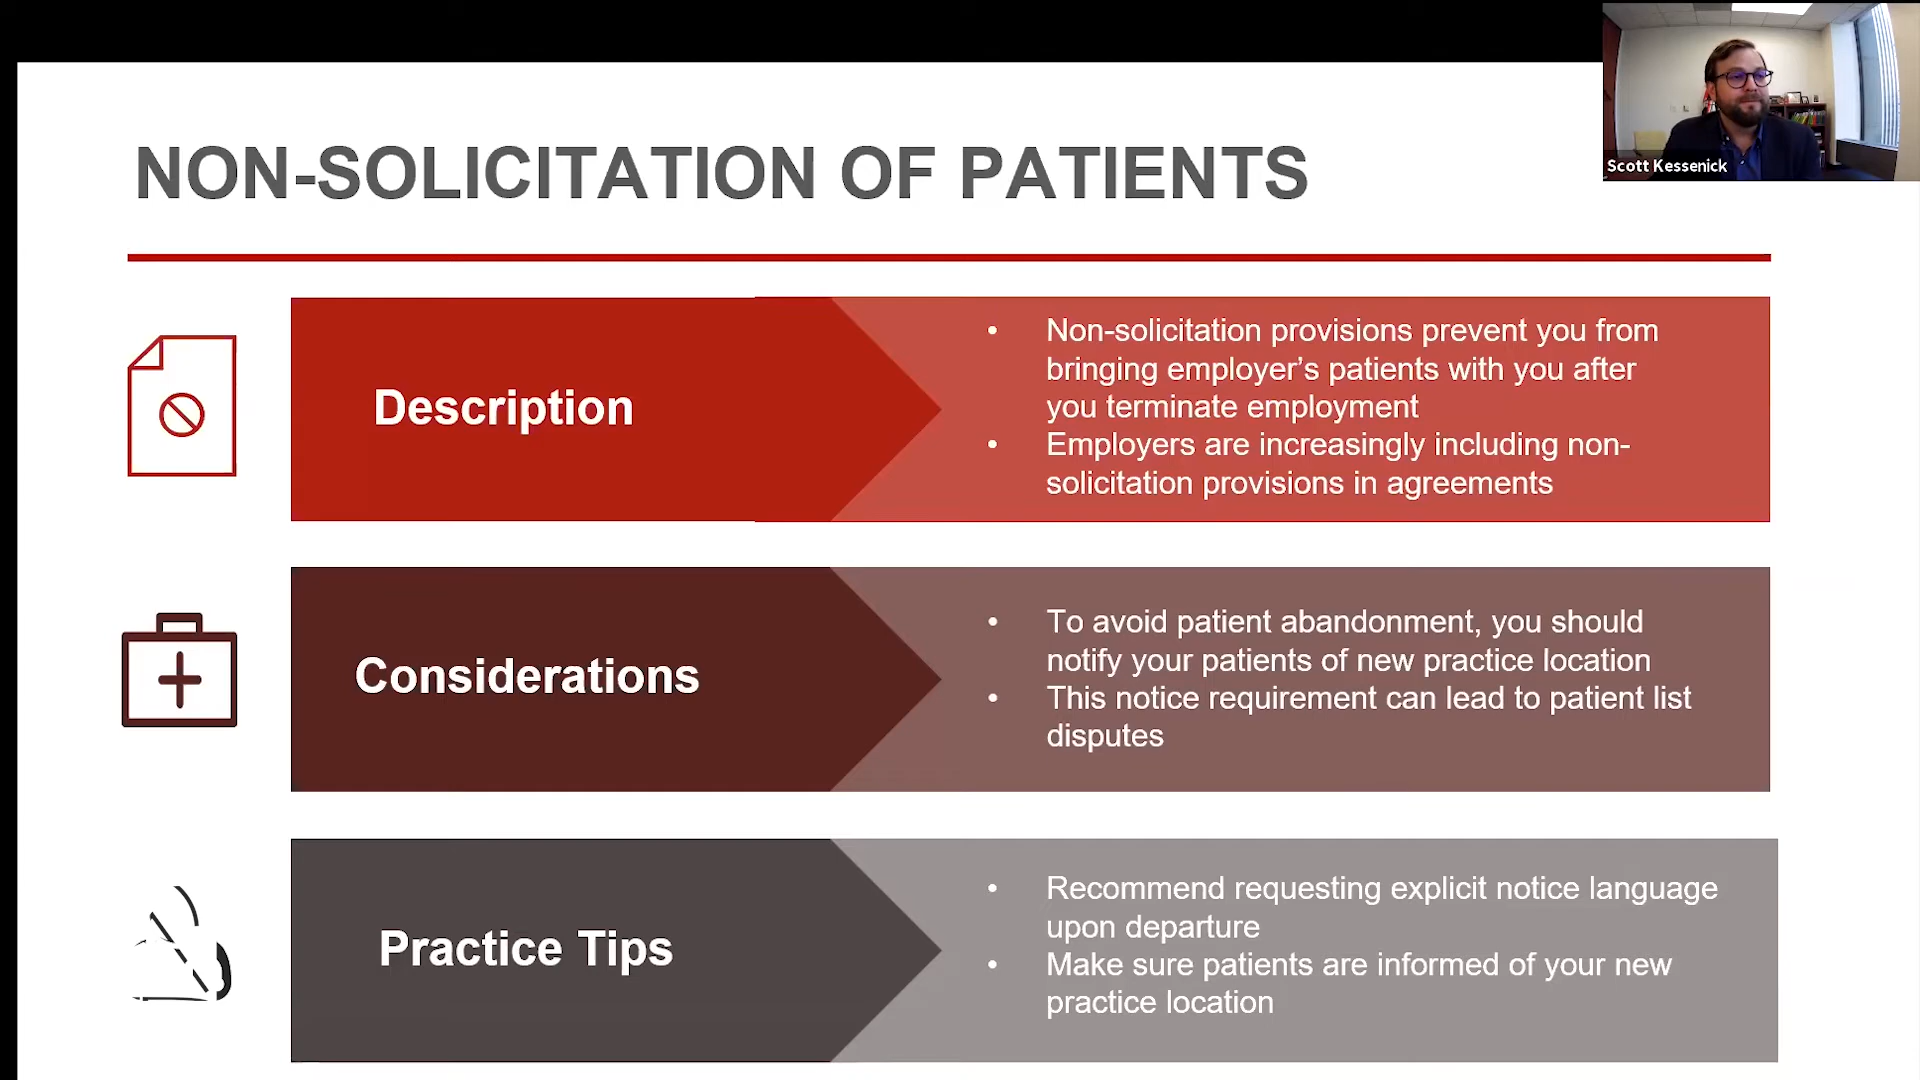 Scott Kessenick
NON-SOLICITATION OF PATIENTS
Description
• Non-solicitation provisions prevent you from
bringing employer’s patients with you after
you terminate employment
• Employers are increasingly including non-
solicitation provisions in agreements
Considerations
• To avoid patient abandonment, you should
notify your patients of new practice location
• This notice requirement can lead to patient list
disputes
Practice Tips
• Recommend requesting explicit notice language
upon departure
• Make sure patients are informed of your new
practice location